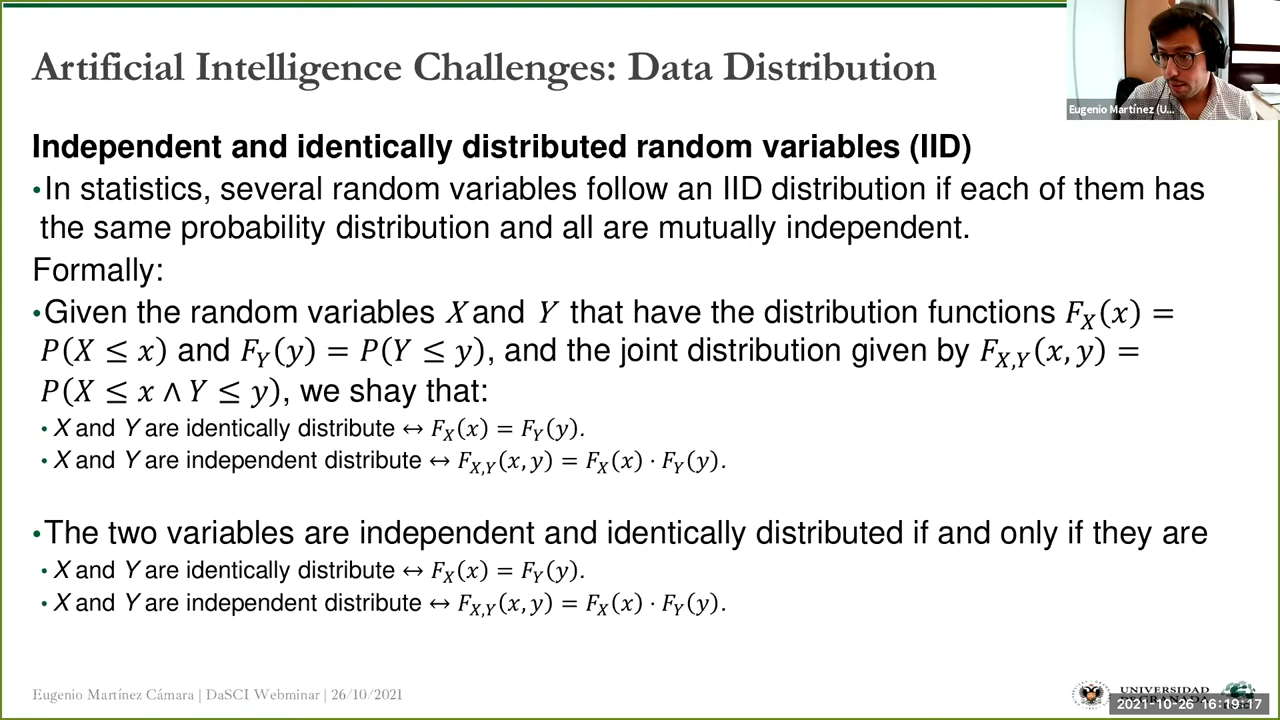 Artificial Intelligence Challenges: Data Distribution
Eugenio Martínez (U...
Independent and identically distributed random variables (IID)
•In statistics, several random variables follow an IID distribution if each of them has
the same probability distribution and all are mutually independent.
Formally:
•Given the random variables X and Y that have the distribution functions F_X(x) =
P(X ≤ x) and F_Y(y) = P(Y ≤ y), and the joint distribution given by F_{X,Y}(x, y) =
P(X ≤ x ∧ Y ≤ y), we shay that:
• X and Y are identically distribute ↔ F_X(x) = F_Y(y).
• X and Y are independent distribute ↔ F_{X,Y}(x, y) = F_X(x) · F_Y(y).
•The two variables are independent and identically distributed if and only if they are
• X and Y are identically distribute ↔ F_X(x) = F_Y(y).
• X and Y are independent distribute ↔ F_{X,Y}(x, y) = F_X(x) · F_Y(y).
Eugenio Martínez Cámara | DaSCI Webminar | 26/10/2021
UNIVERSIDAD
DE GRANADA
2021-10-26 16:19:17